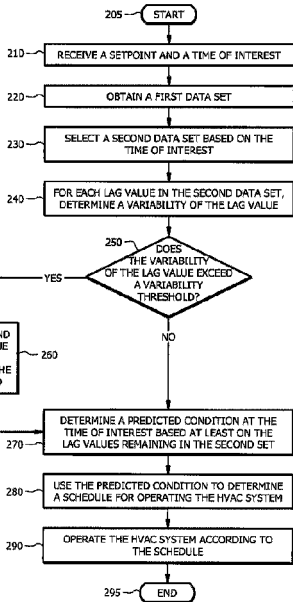 205
START
210
RECEIVE A SETPOINT AND A TIME OF INTEREST
220
OBTAIN A FIRST DATA SET
230
SELECT A SECOND DATA SET BASED ON THE
TIME OF INTEREST
240
FOR EACH LAG VALUE IN THE SECOND DATA SET,
DETERMINE A VARIABILITY OF THE LAG VALUE
250
DOES
THE VARIABILITY
OF THE LAG VALUE EXCEED
A VARIABILITY
THRESHOLD?
YES
NO
260
270
DETERMINE A PREDICTED CONDITION AT THE
TIME OF INTEREST BASED AT LEAST ON THE
LAG VALUES REMAINING IN THE SECOND SET
280
USE THE PREDICTED CONDITION TO DETERMINE
A SCHEDULE FOR OPERATING THE HVAC SYSTEM
290
OPERATE THE HVAC SYSTEM ACCORDING TO
THE SCHEDULE
295
END